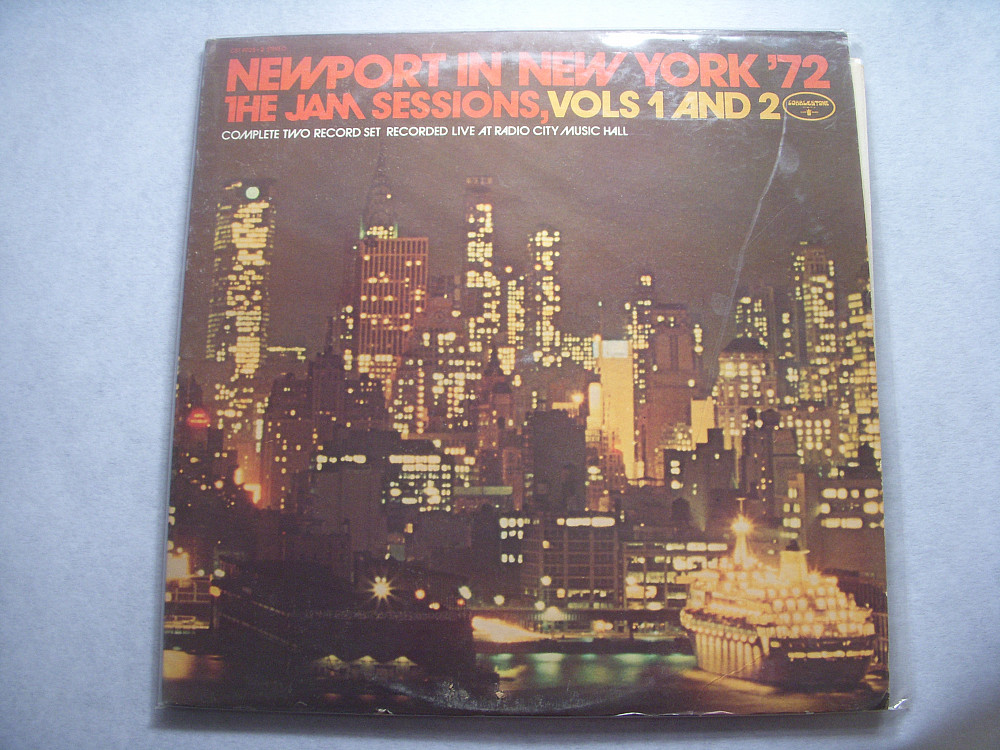 NEWPORT IN NEW YORK '72
THE JAM SESSIONS, VOLS 1 AND 2
COBBLESTONE
COMPLETE TWO RECORD SET RECORDED LIVE AT RADIO CITY MUSIC HALL